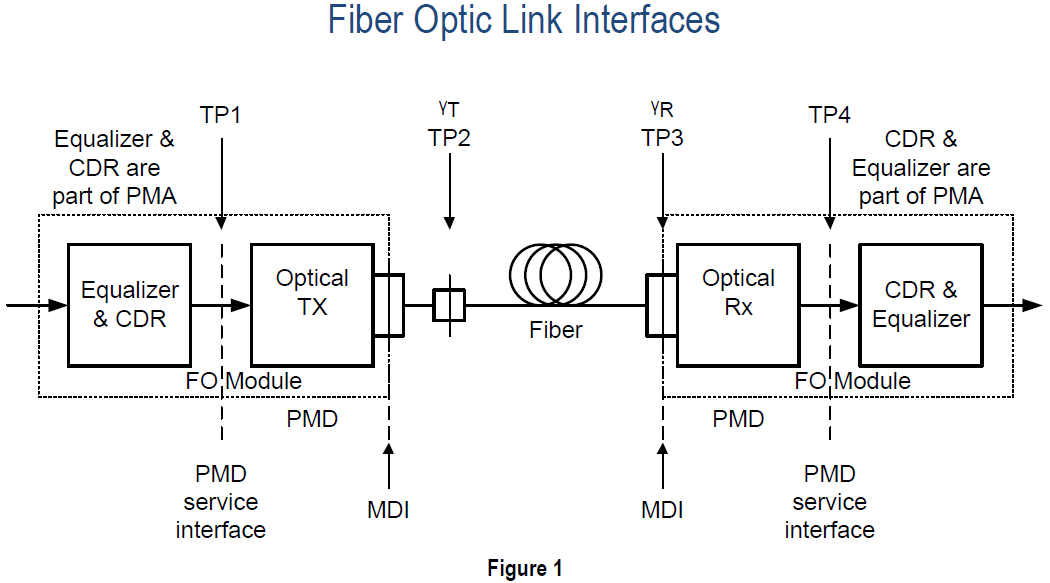 Fiber Optic Link Interfaces
TP1
γT
TP2
γR
TP3
TP4
Equalizer &
CDR are
part of PMA
CDR &
Equalizer are
part of PMA
Equalizer
& CDR
Optical
TX
Fiber
Optical
Rx
CDR &
Equalizer
FO Module
FO Module
PMD
PMD
PMD
service
interface
MDI
MDI
PMD
service
interface
Figure 1